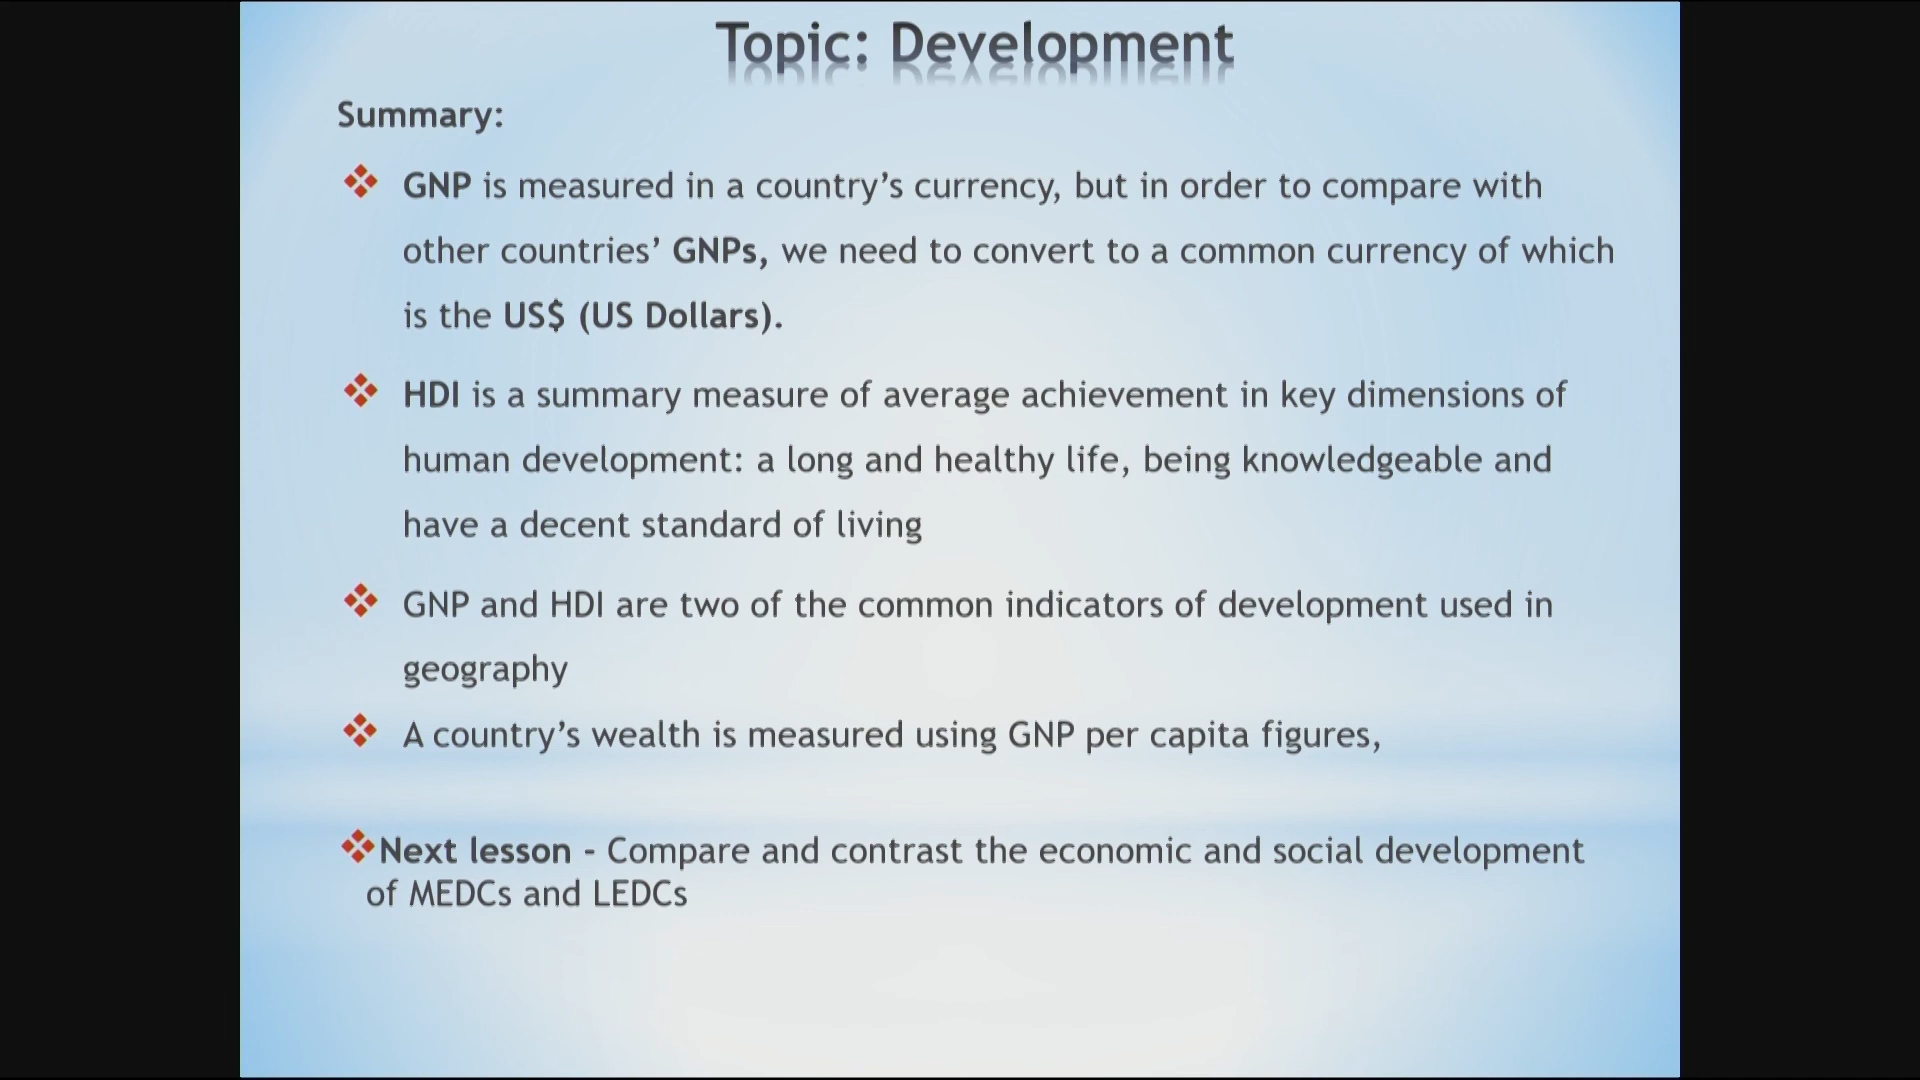 Topic: Development
Summary:
❖ GNP is measured in a country’s currency, but in order to compare with
other countries’ GNPs, we need to convert to a common currency of which
is the US$ (US Dollars).
❖ HDI is a summary measure of average achievement in key dimensions of
human development: a long and healthy life, being knowledgeable and
have a decent standard of living
❖ GNP and HDI are two of the common indicators of development used in
geography
❖ A country’s wealth is measured using GNP per capita figures,
❖Next lesson - Compare and contrast the economic and social development
of MEDCs and LEDCs